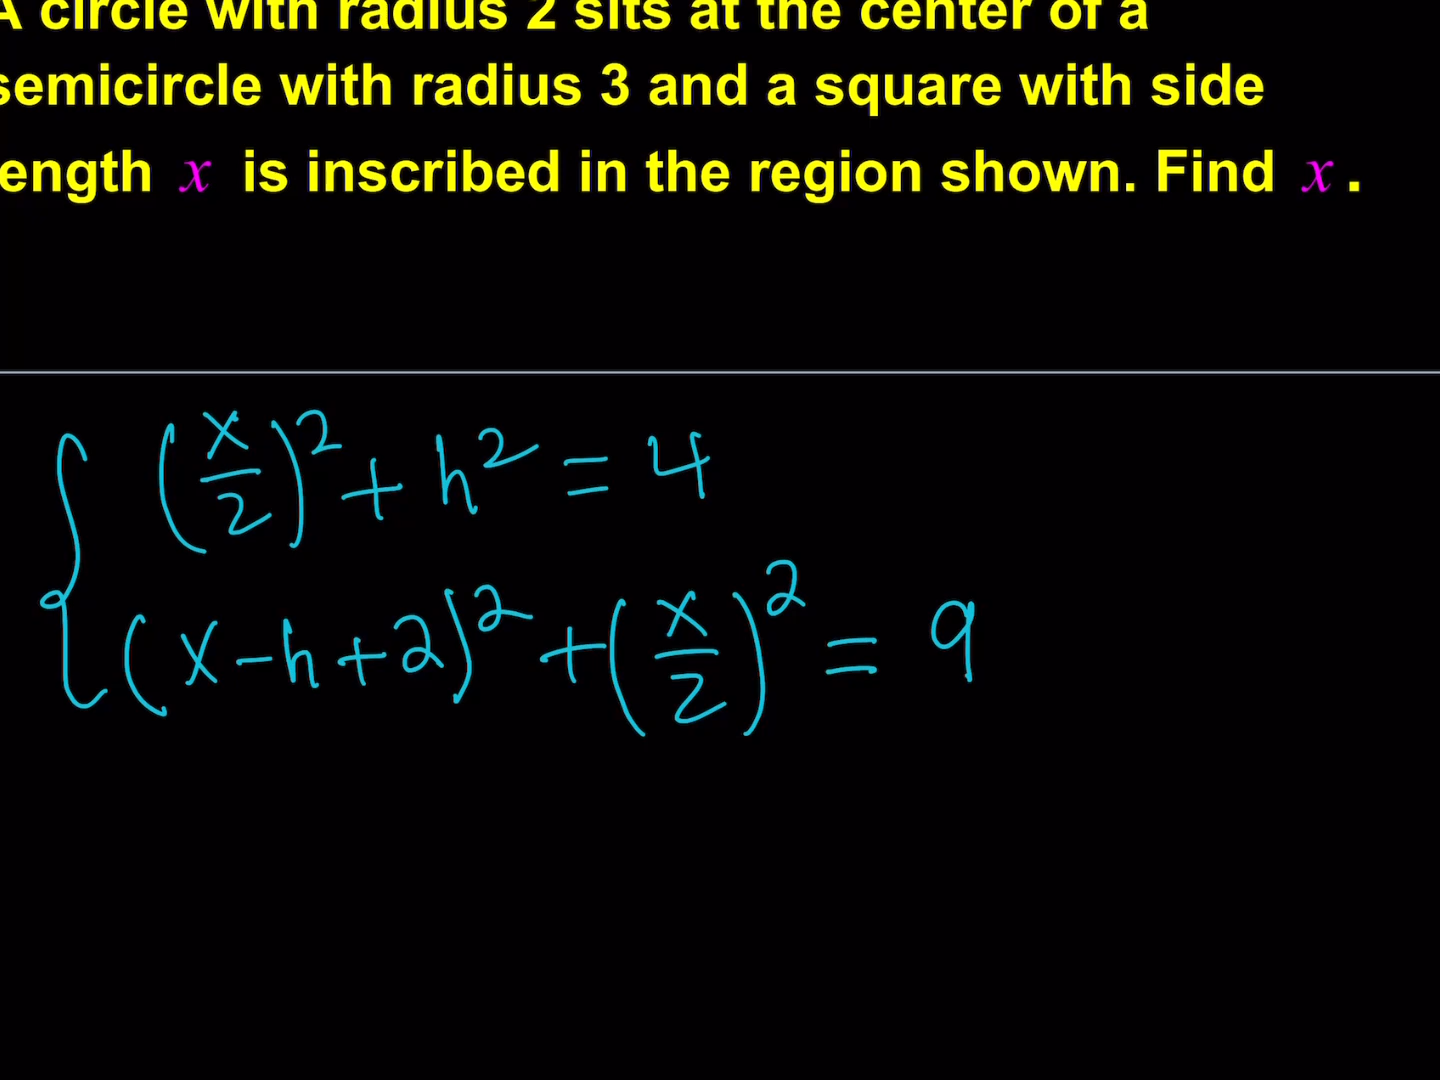 A circle with radius 2 sits at the center of a
semicircle with radius 3 and a square with side
ength x is inscribed in the region shown. Find x.
(x/2)² + h² = 4
(x-h+2)² + (x/2)² = 9